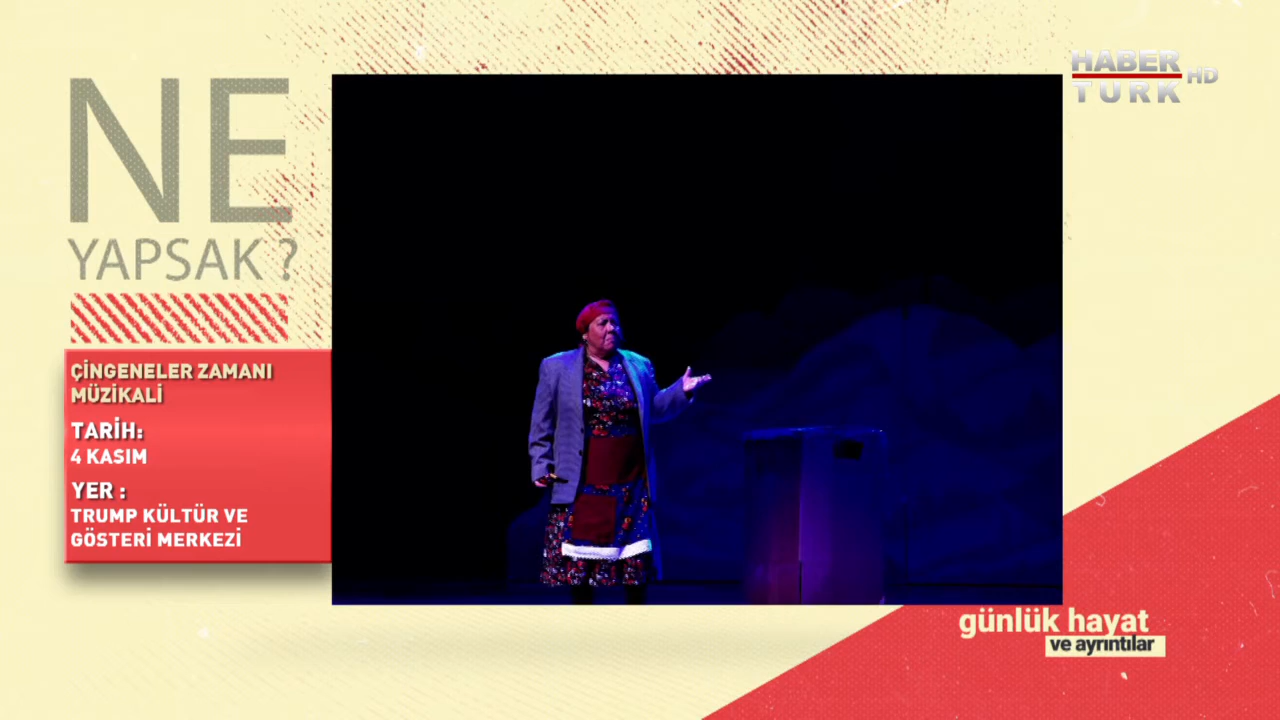 NE
YAPSAK ?
ÇİNGENELER ZAMANI
MÜZİKALİ
TARİH:
4 KASIM
YER :
TRUMP KÜLTÜR VE
GÖSTERİ MERKEZİ
HABER
TURK HD
günlük hayat
ve ayrıntılar